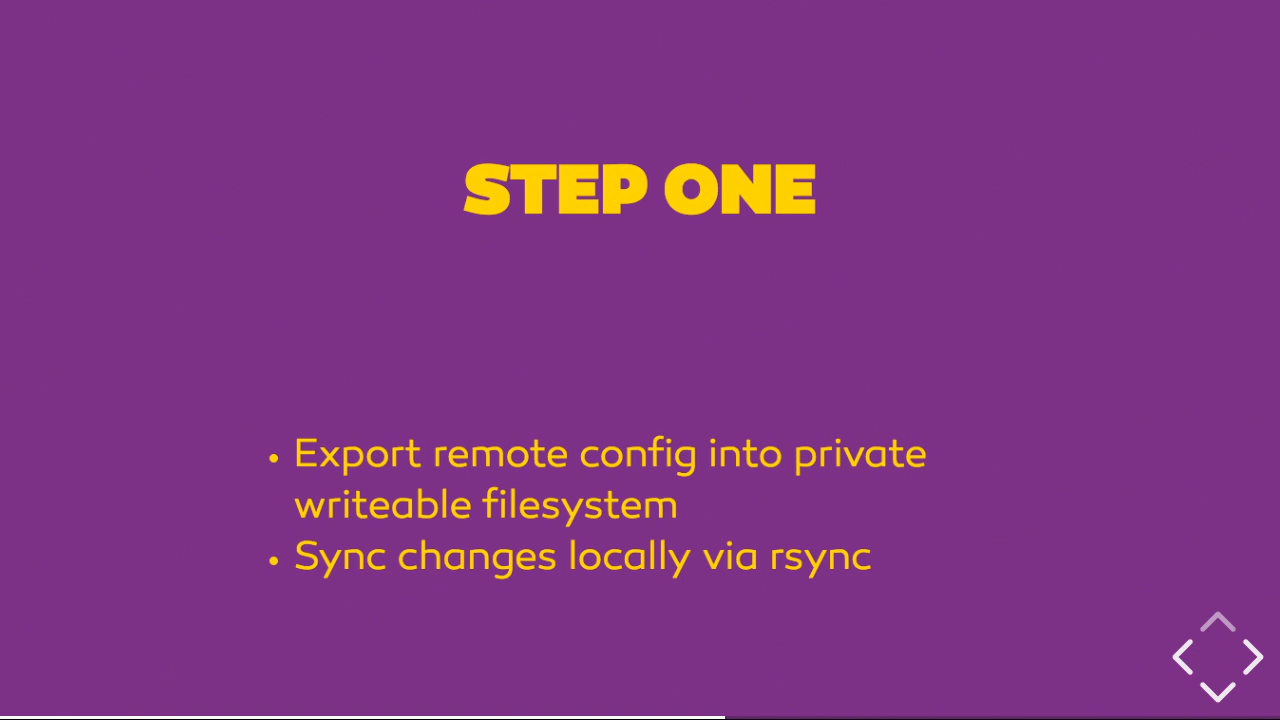 STEP ONE
• Export remote config into private
writeable filesystem
• Sync changes locally via rsync